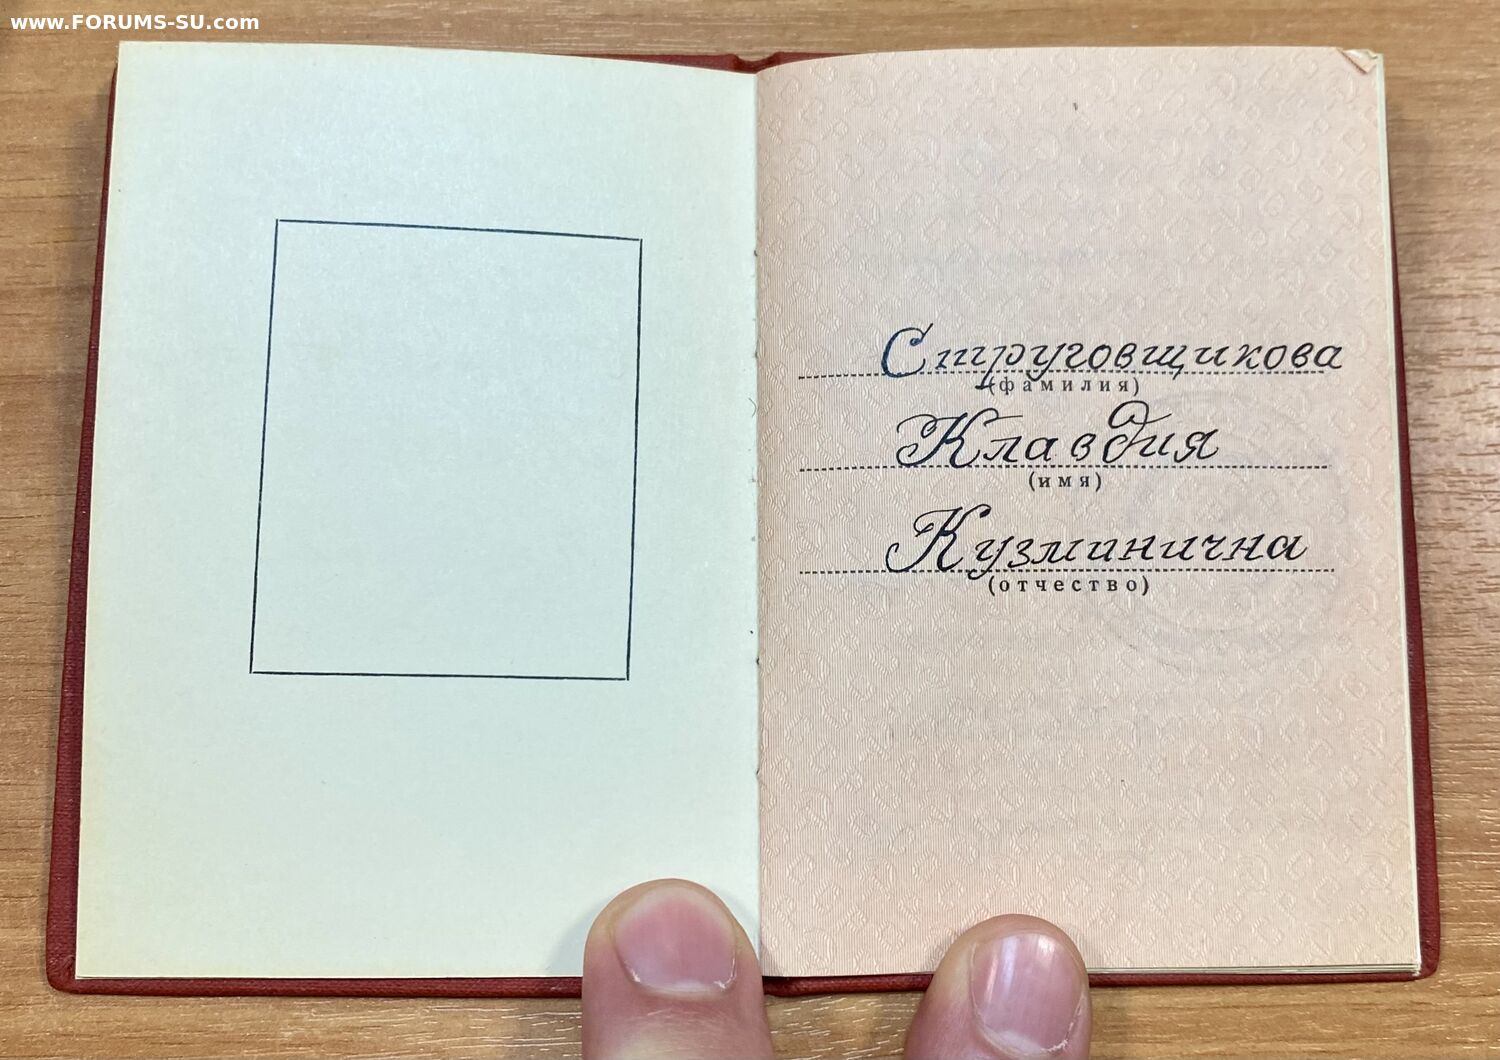 www.FORUMS-SU.com
Струговщикова
(фамилия)
Клавдия
(имя)
Кузминична
(отчество)